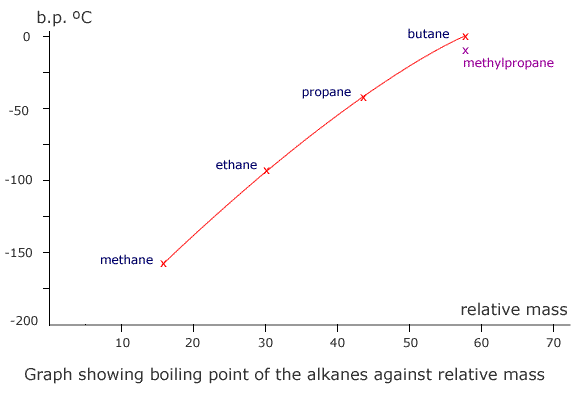 b.p. ºC
0
butane
methylpropane
propane
-50
ethane
-100
methane
-150
relative mass
-200
10 20 30 40 50 60 70
Graph showing boiling point of the alkanes against relative mass